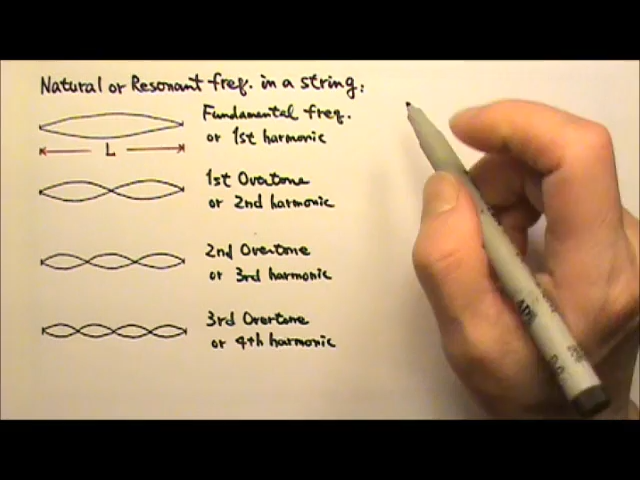 Natural or Resonant freq. in a string:
Fundamental freq.
or 1st harmonic
L
1st Overtone
or 2nd harmonic
2nd Overtone
or 3rd harmonic
3rd Overtone
or 4th harmonic